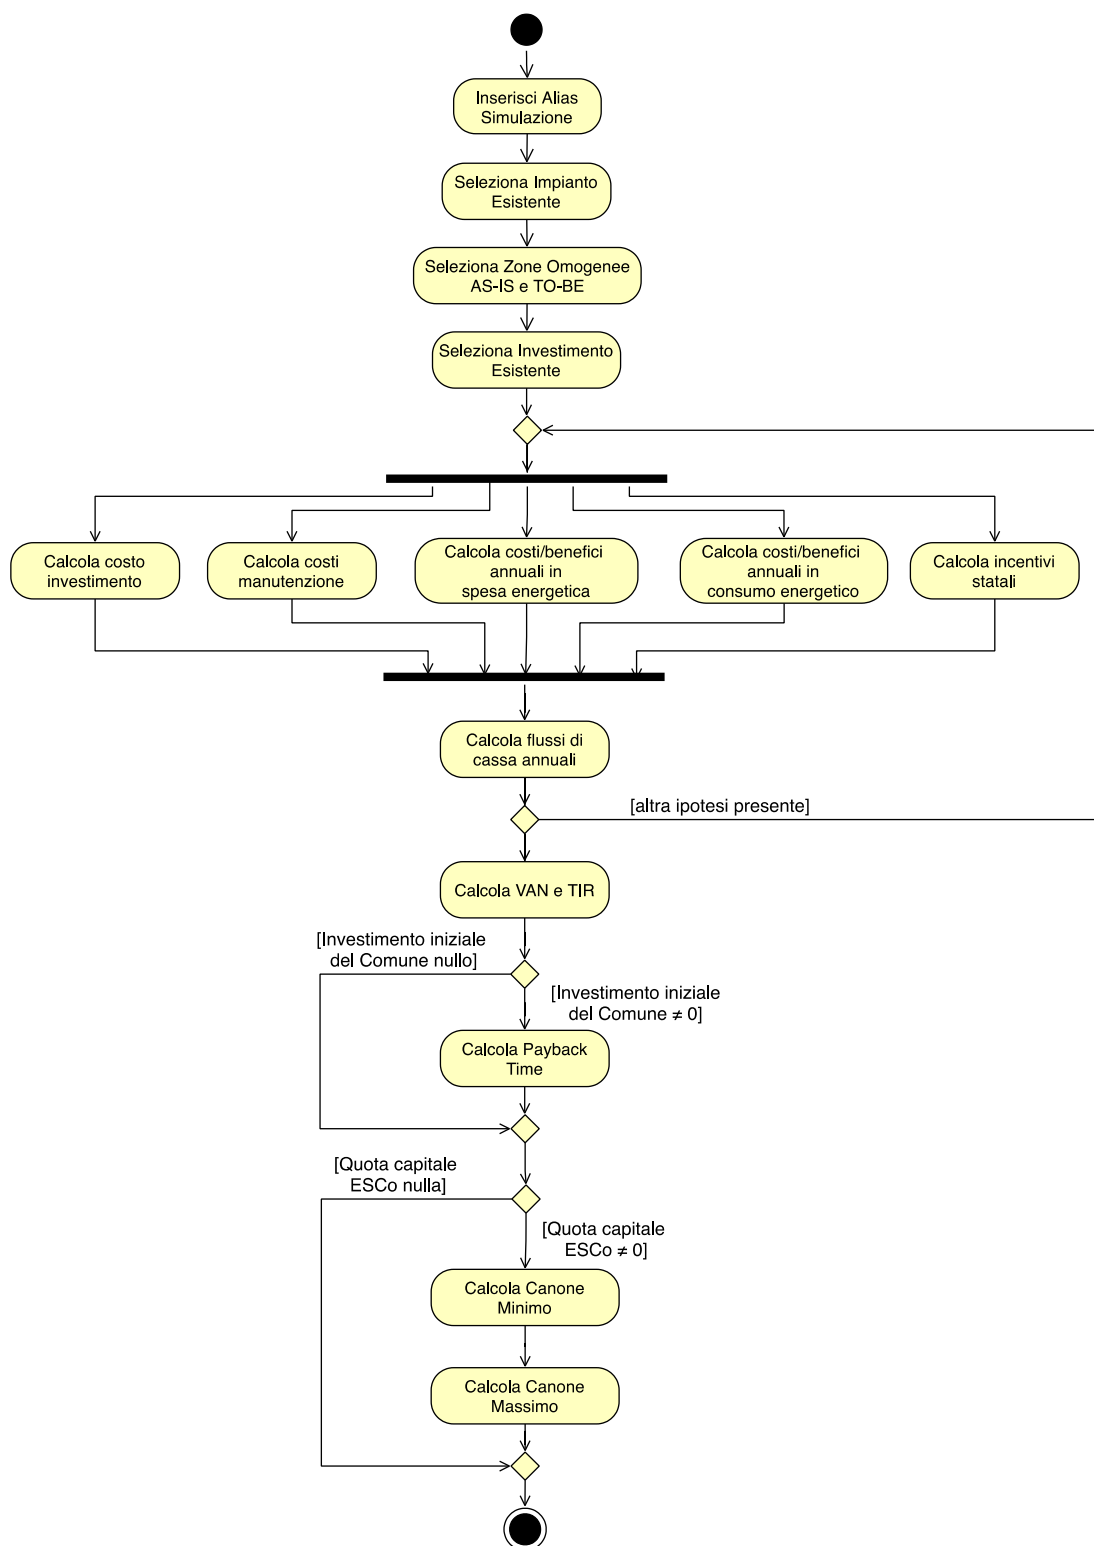 Inserisci Alias
Simulazione
Seleziona Impianto
Esistente
Seleziona Zone Omogenee
AS-IS e TO-BE
Seleziona Investimento
Esistente
Calcola costo
investimento
Calcola costi
manutenzione
Calcola costi/benefici
annuali in
spesa energetica
Calcola costi/benefici
annuali in
consumo energetico
Calcola incentivi
statali
Calcola flussi di
cassa annuali
[altra ipotesi presente]
Calcola VAN e TIR
[Investimento iniziale
del Comune nullo]
[Investimento iniziale
del Comune ≠ 0]
Calcola Payback
Time
[Quota capitale
ESCo nulla]
[Quota capitale
ESCo ≠ 0]
Calcola Canone
Minimo
Calcola Canone
Massimo